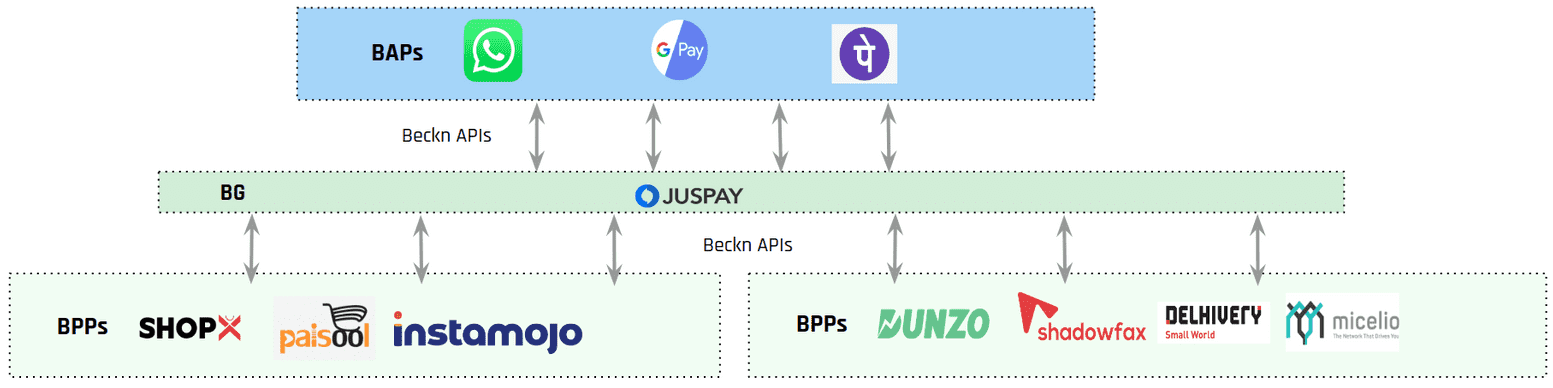 BAPs
G Pay
पे
Beckn APIs
BG
JUSPAY
Beckn APIs
BPPs
SHOPX
paisool
instamojo
BPPs
DUNZO
shadowfax
DELHIVERY
Small World
micelio
The Network That Drives You